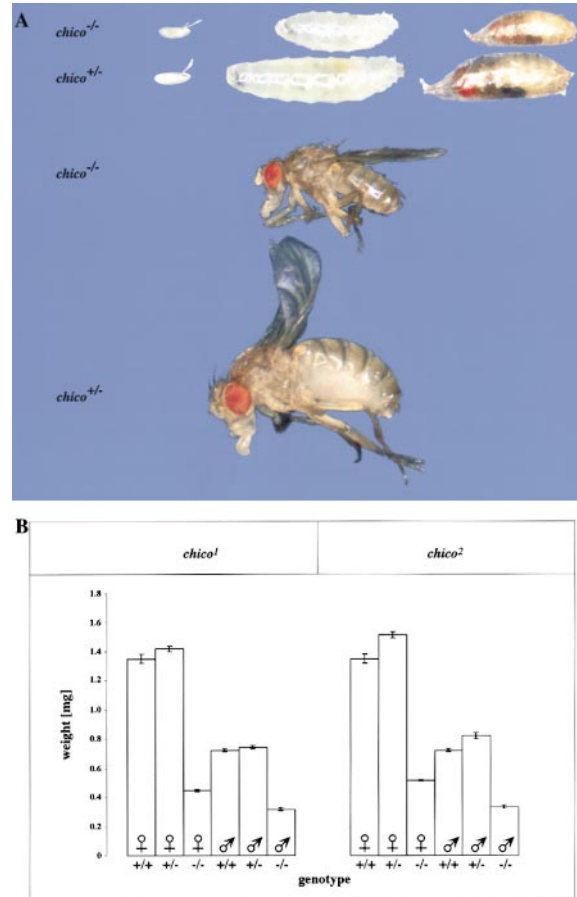 A
chico-/-
chico+/-
chico-/-
chico+/-
B
chico1 chico2
weight [mg]
1.8
1.6
1.4
1.2
1.0
0.8
0.6
0.4
0.2
0
♀ ♀ ♀ ♂ ♂ ♂ ♀ ♀ ♀ ♂ ♂ ♂
+/+ +/- -/- +/+ +/- -/- +/+ +/- -/- +/+ +/- -/-
genotype